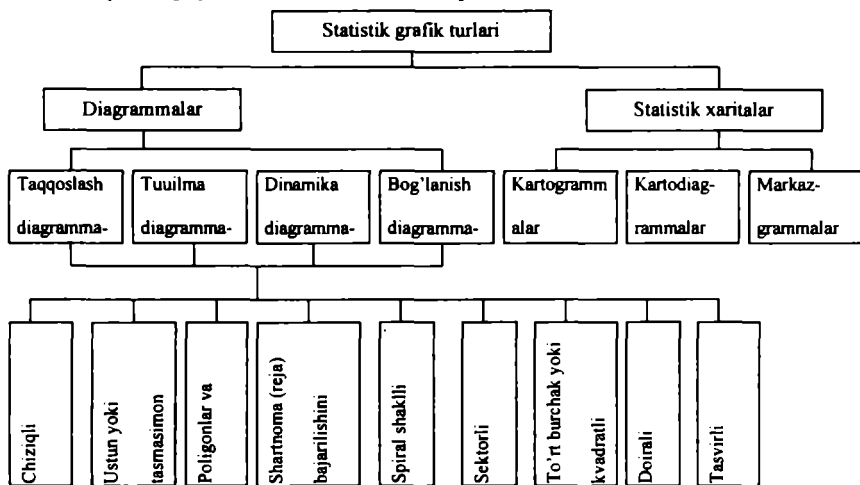 Statistik grafik turlari
Diagrammalar
Statistik xaritalar
Taqqoslash
diagramma-
Tuuilma
diagramma-
Dinamika
diagramma-
Bog'lanish
diagramma-
Kartogramm
alar
Kartodiag-
rammalar
Markaz-
grammalar
Chiziqli
Ustun yoki
tasmasimon
Poligonlar va
Shartnoma (reja)
bajarilishini
Spiral shaklli
Sektorli
To'rt burchak yoki
kvadratli
Doirali
Tasvirli